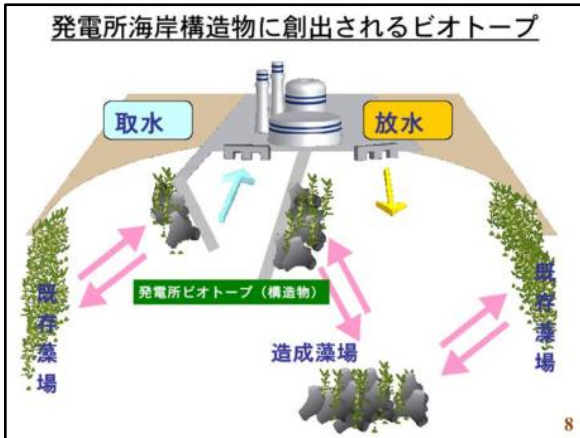 発電所海岸構造物に創出されるビオトープ
取水
放水
発電所ビオトープ(構造物)
既存藻場
造成藻場
既存藻場
8